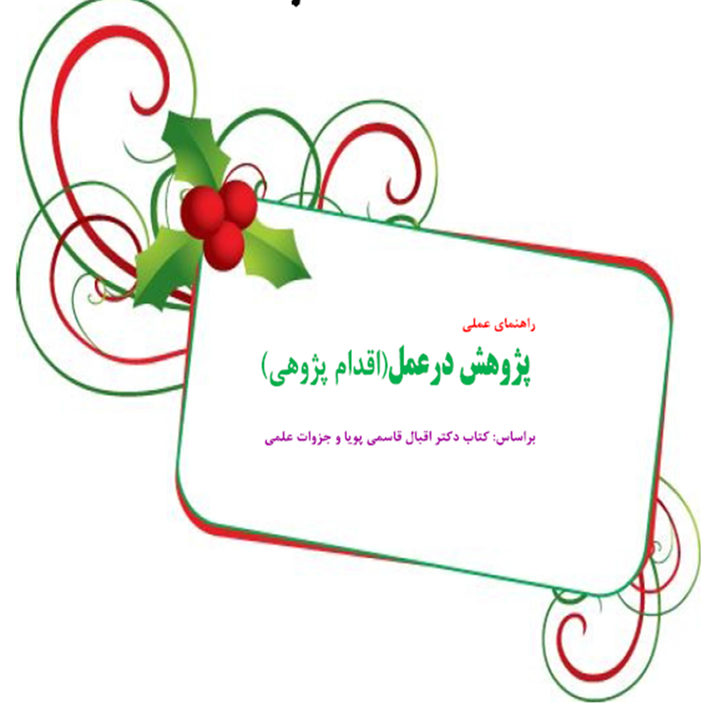 راهنمای عملی
پژوهش درعمل(اقدام پژوهی)
براساس: کتاب دکتر اقبال قاسمی پویا و جزوات علمی